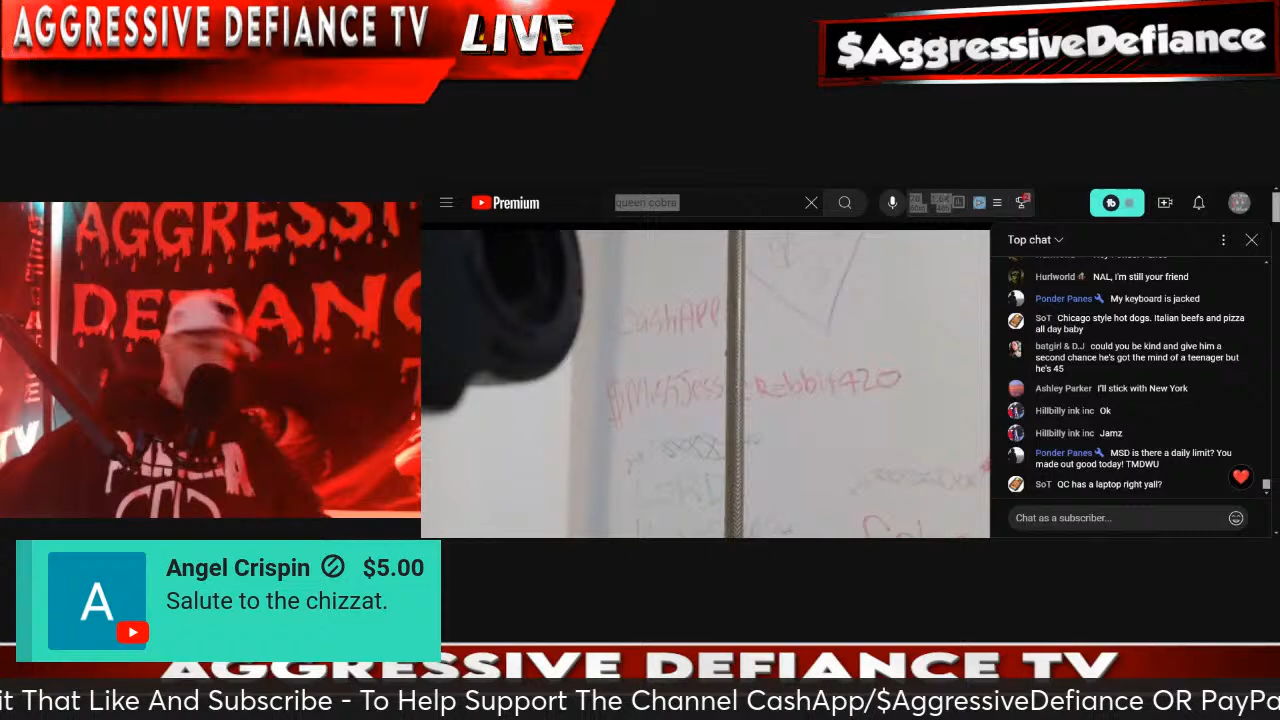 AGGRESSIVE DEFIANCE TV LIVE
$AggressiveDefiance
Premium
queen cobra
AGGRESSI
DEFIANC
TV
CashAPP
Top chat
Hurlworld NAL, I'm still your friend
Ponder Panes My keyboard is jacked
SoT Chicago style hot dogs. Italian beefs and pizza
all day baby
batgirl & D.J could you be kind and give him a
second chance he's got the mind of a teenager but
he's 45
Ashley Parker I'll stick with New York
Hillbilly ink inc Ok
Hillbilly ink inc Jamz
Ponder Panes MSD is there a daily limit? You
made out good today! TMDWU
SoT QC has a laptop right yall?
Chat as a subscriber...
Angel Crispin $5.00
Salute to the chizzat.
A
AGGRESSIVE DEFIANCE TV
it That Like And Subscribe - To Help Support The Channel CashApp/$AggressiveDefiance OR PayPa